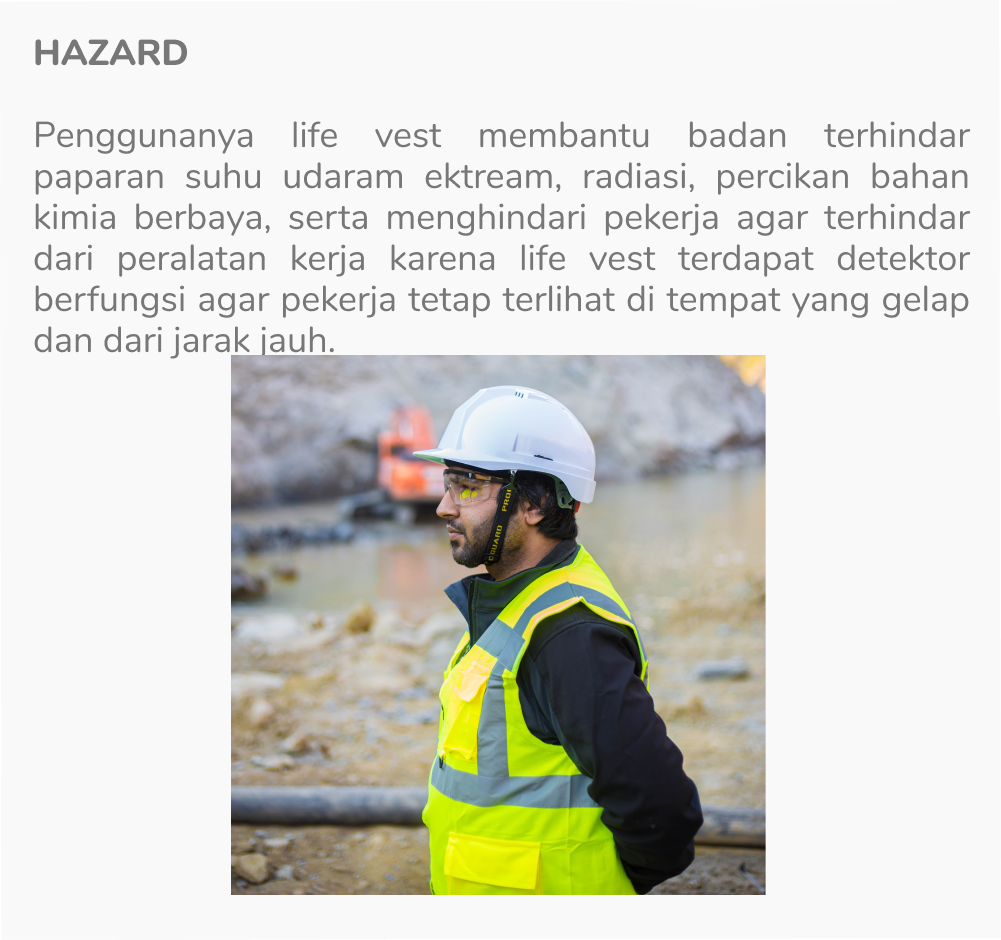 HAZARD
Penggunanya life vest membantu badan terhindar
paparan suhu udaram ektream, radiasi, percikan bahan
kimia berbaya, serta menghindari pekerja agar terhindar
dari peralatan kerja karena life vest terdapat detektor
berfungsi agar pekerja tetap terlihat di tempat yang gelap
dan dari jarak jauh.